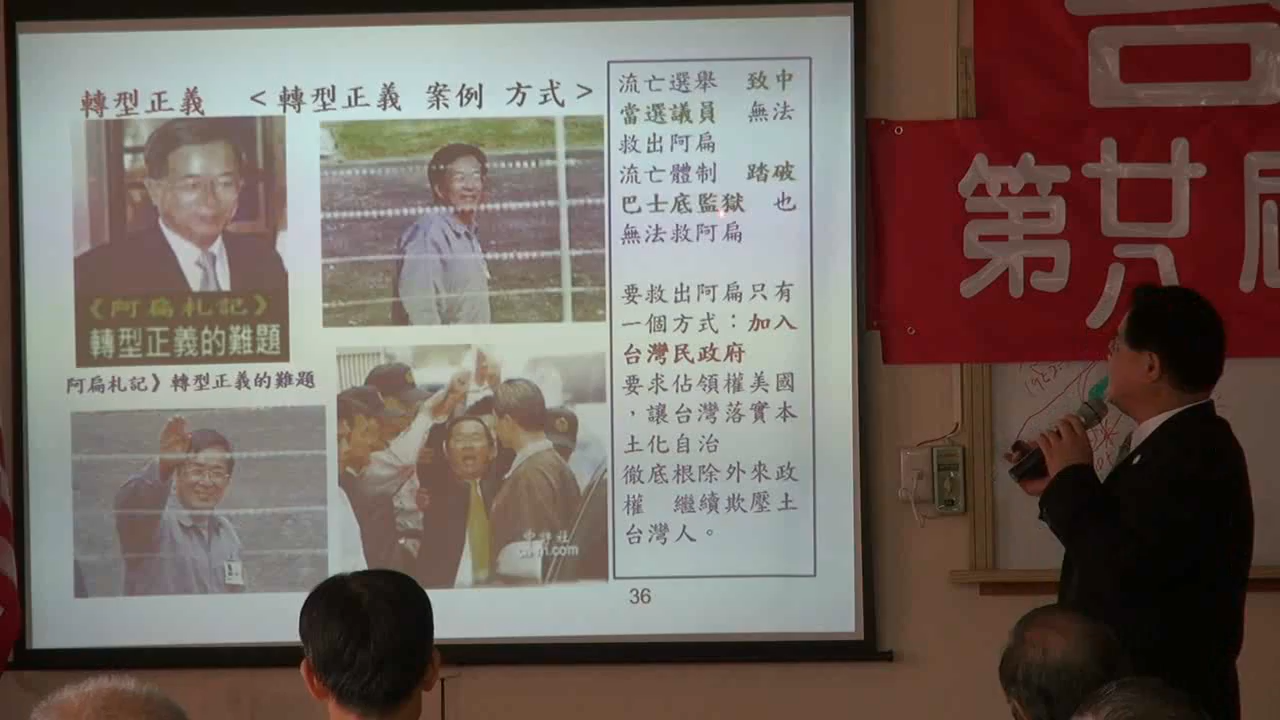 轉型正義 <轉型正義 案例 方式>
《阿扁札記》
轉型正義的難題
阿扁札記》轉型正義的難題
中評社
流亡選舉 致中
當選議員 無法
救出阿扁
流亡體制 踏破
巴士底監獄 也
無法救阿扁
要救出阿扁只有
一個方式：加入
台灣民政府
要求佔領權美國
，讓台灣落實本
土化自治
徹底根除外來政
權 繼續欺壓土
台灣人。
36
第廿八屆